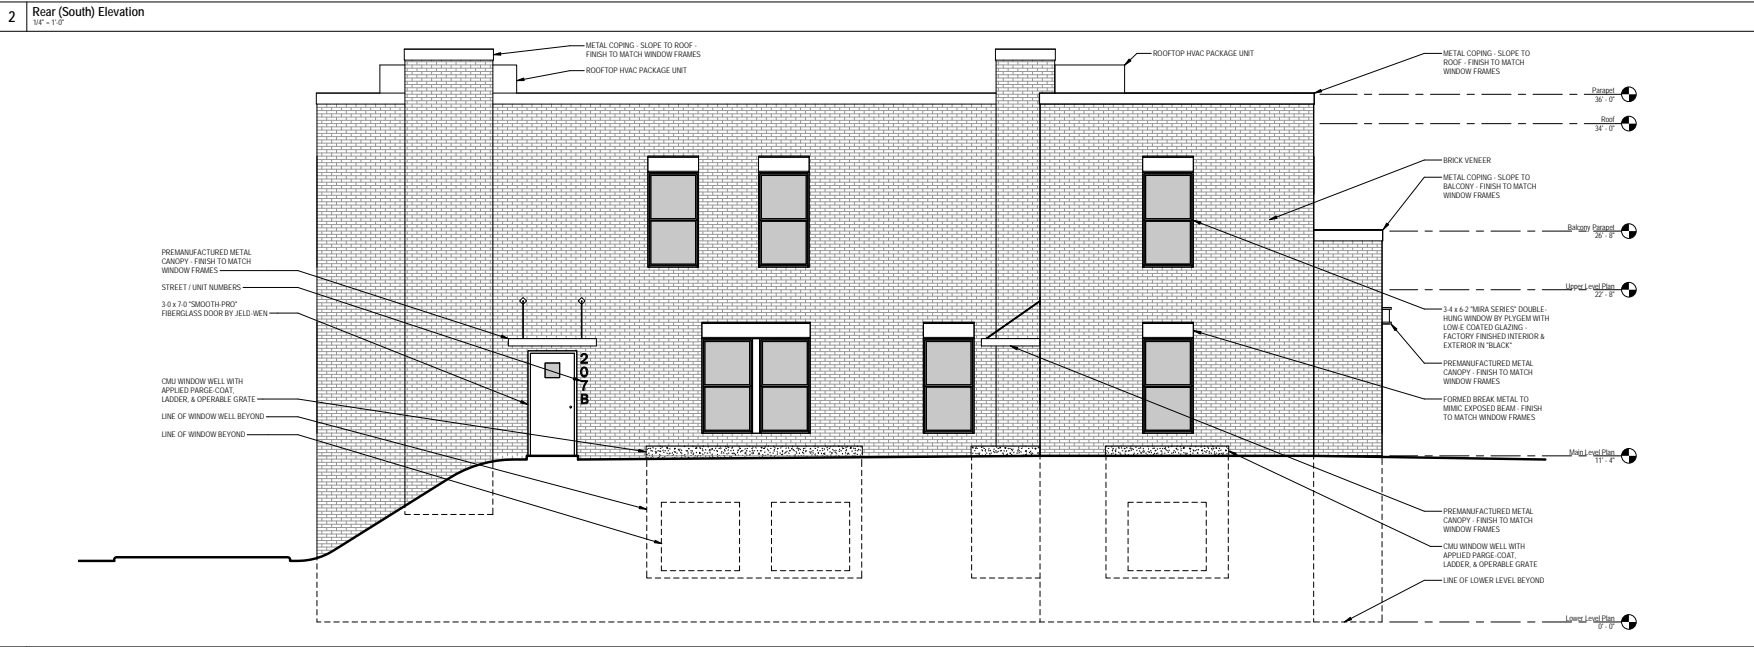 2
Rear (South) Elevation
1/4" = 1'-0"
METAL COPING - SLOPE TO ROOF -
FINISH TO MATCH WINDOW FRAMES
ROOFTOP HVAC PACKAGE UNIT
ROOFTOP HVAC PACKAGE UNIT
METAL COPING - SLOPE TO
ROOF - FINISH TO MATCH
WINDOW FRAMES
Parapet
36' - 0"
Roof
34' - 0"
BRICK VENEER
METAL COPING - SLOPE TO
BALCONY - FINISH TO MATCH
WINDOW FRAMES
Balcony Parapet
26' - 8"
Upper Level Plan
22' - 8"
PREMANUFACTURED METAL
CANOPY - FINISH TO MATCH
WINDOW FRAMES
STREET / UNIT NUMBERS
3-0 x 7-0 "SMOOTH-PRO"
FIBERGLASS DOOR BY JELD-WEN
2
0
7
B
CMU WINDOW WELL WITH
APPLIED PARGE-COAT,
LADDER, & OPERABLE GRATE
LINE OF WINDOW WELL BEYOND
LINE OF WINDOW BEYOND
3-4 x 6-2 "MIRA SERIES" DOUBLE-
HUNG WINDOW BY PLYGEM WITH
LOW-E COATED GLAZING -
FACTORY FINISHED INTERIOR &
EXTERIOR IN "BLACK"
PREMANUFACTURED METAL
CANOPY - FINISH TO MATCH
WINDOW FRAMES
FORMED BREAK METAL TO
MIMIC EXPOSED BEAM - FINISH
TO MATCH WINDOW FRAMES
Main Level Plan
11' - 4"
PREMANUFACTURED METAL
CANOPY - FINISH TO MATCH
WINDOW FRAMES
CMU WINDOW WELL WITH
APPLIED PARGE-COAT,
LADDER, & OPERABLE GRATE
LINE OF LOWER LEVEL BEYOND
Lower Level Plan
0' - 0"